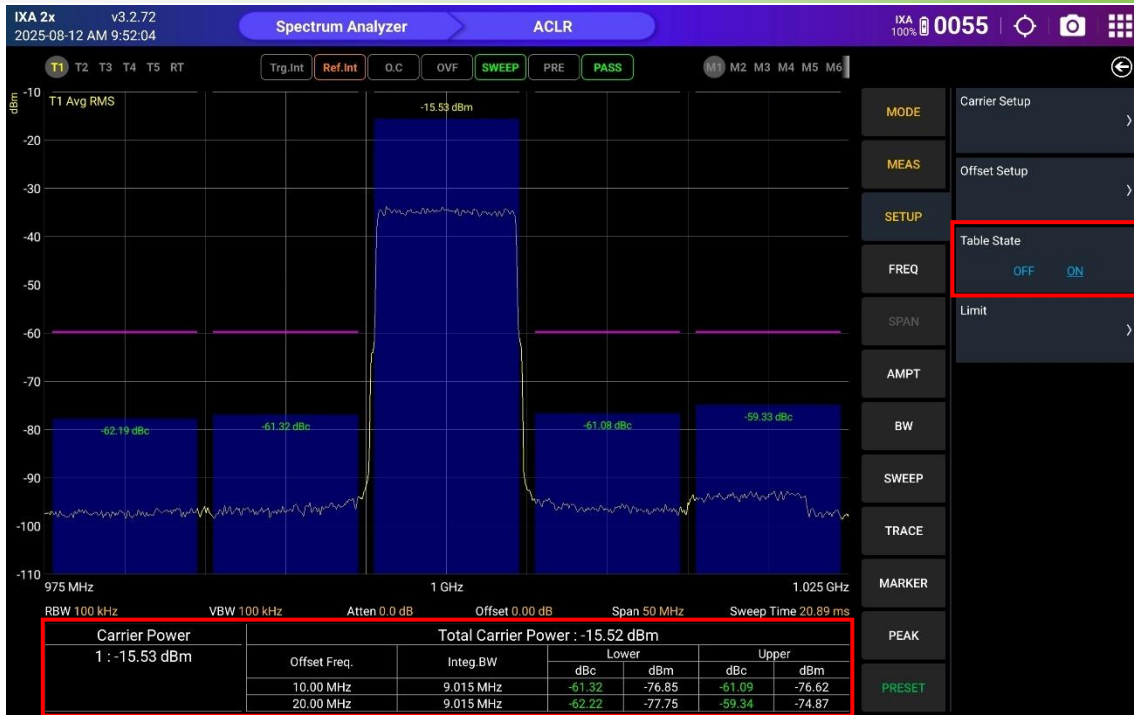 IXA 2x v3.2.72
2025-08-12 AM 9:52:04
Spectrum Analyzer ACLR
IXA 100% 0055
T1 T2 T3 T4 T5 RT Trg.Int Ref.Int O.C OVF SWEEP PRE PASS M1 M2 M3 M4 M5 M6
dBm
T1 Avg RMS
-15.53 dBm
-10
-20
-30
-40
-50
-60
-70
-80
-90
-100
-110
-62.19 dBc -61.32 dBc -61.08 dBc -59.33 dBc
975 MHz 1 GHz 1.025 GHz
RBW 100 kHz VBW 100 kHz Atten 0.0 dB Offset 0.00 dB Span 50 MHz Sweep Time 20.89 ms
Carrier Power Total Carrier Power : -15.52 dBm
1 : -15.53 dBm
Offset Freq. Integ.BW Lower Upper
dBc dBm dBc dBm
10.00 MHz 9.015 MHz -61.32 -76.85 -61.09 -76.62
20.00 MHz 9.015 MHz -62.22 -77.75 -59.34 -74.87
MODE
MEAS
SETUP
FREQ
SPAN
AMPT
BW
SWEEP
TRACE
MARKER
PEAK
PRESET
Carrier Setup
Offset Setup
Table State
OFF ON
Limit